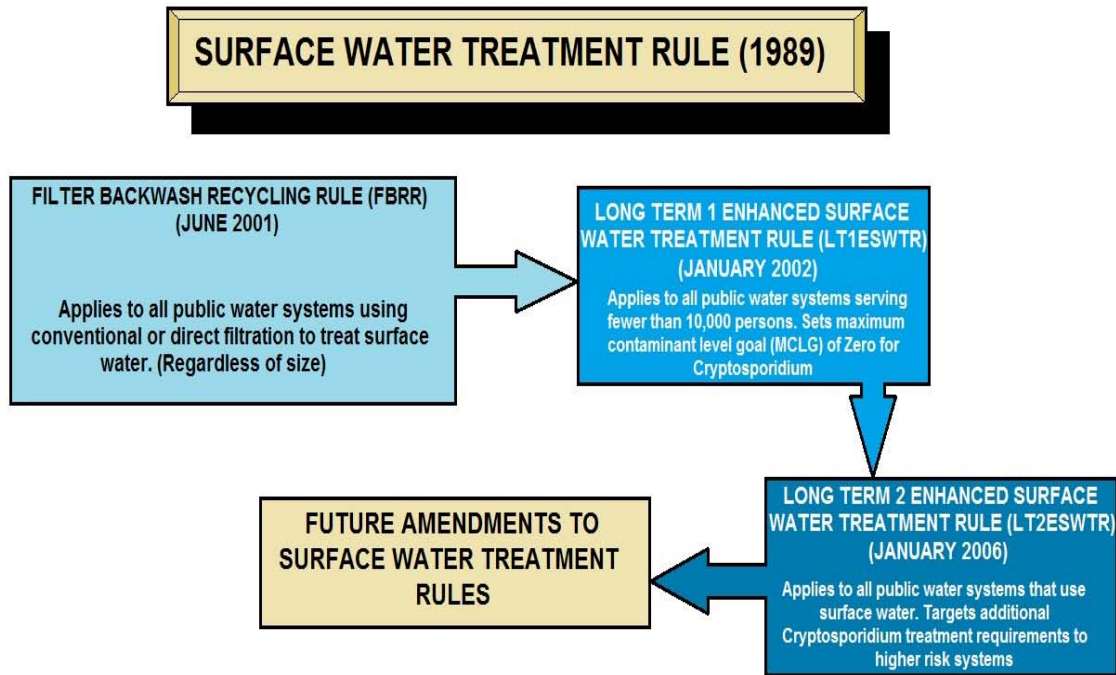 SURFACE WATER TREATMENT RULE (1989)
FILTER BACKWASH RECYCLING RULE (FBRR)
(JUNE 2001)
Applies to all public water systems using
conventional or direct filtration to treat surface
water. (Regardless of size)
LONG TERM 1 ENHANCED SURFACE
WATER TREATMENT RULE (LT1ESWTR)
(JANUARY 2002)
Applies to all public water systems serving
fewer than 10,000 persons. Sets maximum
contaminant level goal (MCLG) of Zero for
Cryptosporidium
LONG TERM 2 ENHANCED SURFACE
WATER TREATMENT RULE (LT2ESWTR)
(JANUARY 2006)
Applies to all public water systems that use
surface water. Targets additional
Cryptosporidium treatment requirements to
higher risk systems
FUTURE AMENDMENTS TO
SURFACE WATER TREATMENT
RULES